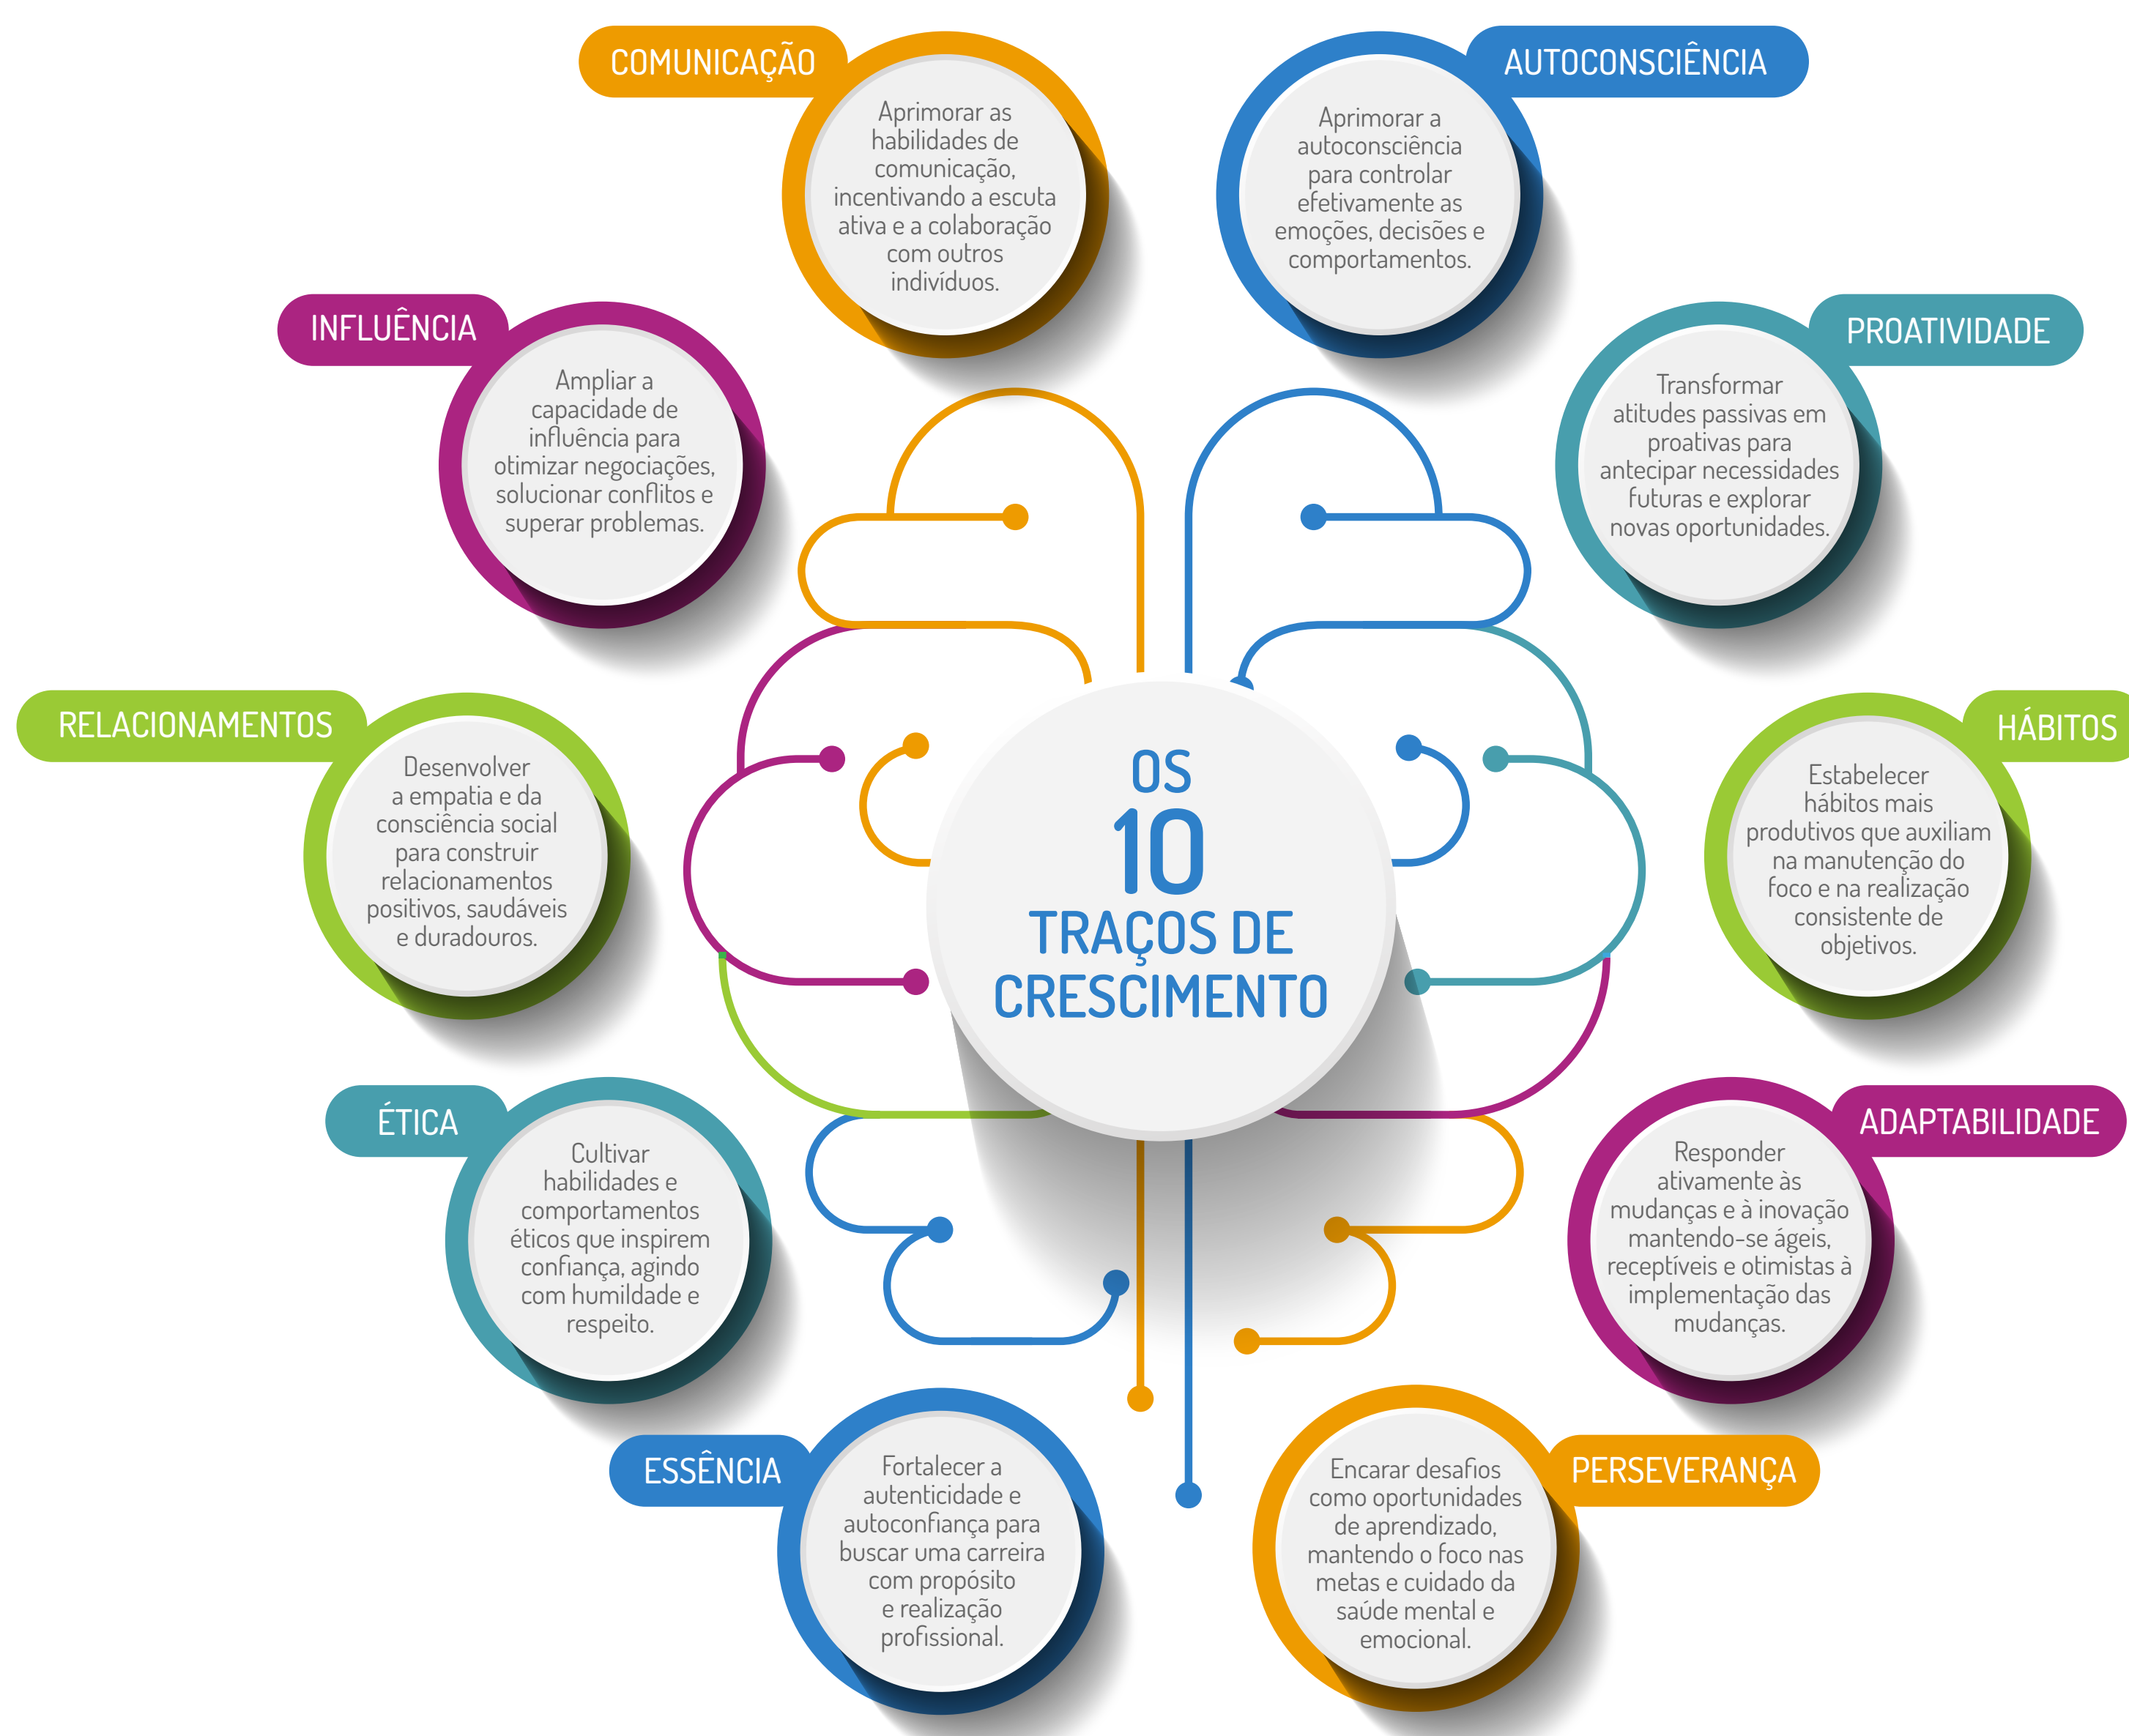 COMUNICAÇÃO
Aprimorar as
habilidades de
comunicação,
incentivando a escuta
ativa e a colaboração
com outros
indivíduos.
AUTOCONSCIÊNCIA
Aprimorar a
autoconsciência
para controlar
efetivamente as
emoções, decisões e
comportamentos.
INFLUÊNCIA
Ampliar a
capacidade de
influência para
otimizar negociações,
solucionar conflitos e
superar problemas.
PROATIVIDADE
Transformar
atitudes passivas em
proativas para
antecipar necessidades
futuras e explorar
novas oportunidades.
RELACIONAMENTOS
Desenvolver
a empatia e da
consciência social
para construir
relacionamentos
positivos, saudáveis
e duradouros.
OS
10
TRAÇOS DE
CRESCIMENTO
HÁBITOS
Estabelecer
hábitos mais
produtivos que auxiliam
na manutenção do
foco e na realização
consistente de
objetivos.
ÉTICA
Cultivar
habilidades e
comportamentos
éticos que inspirem
confiança, agindo
com humildade e
respeito.
ADAPTABILIDADE
Responder
ativamente às
mudanças e à inovação
mantendo-se ágeis,
receptíveis e otimistas à
implementação das
mudanças.
ESSÊNCIA
Fortalecer a
autenticidade e
autoconfiança para
buscar uma carreira
com propósito
e realização
profissional.
PERSEVERANÇA
Encarar desafios
como oportunidades
de aprendizado,
mantendo o foco nas
metas e cuidado da
saúde mental e
emocional.